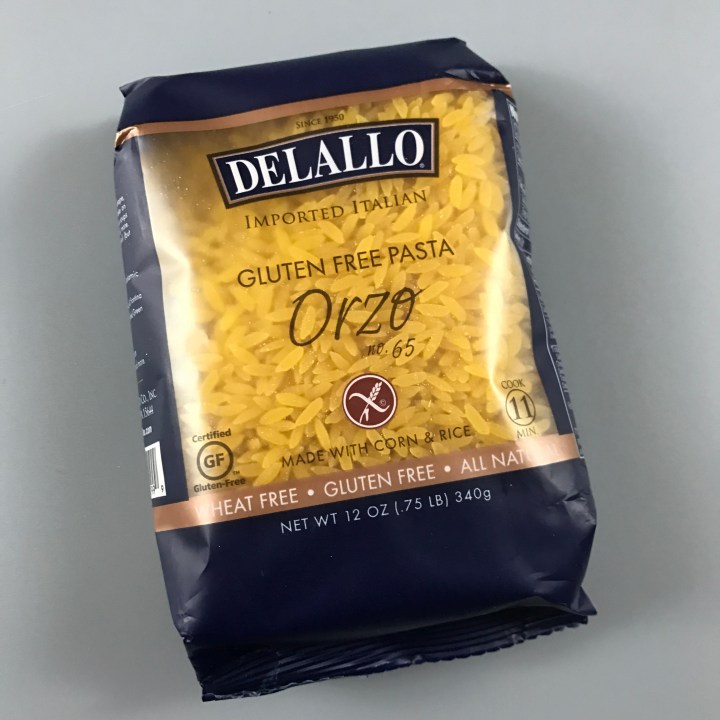 SINCE 1950
DELALLO
IMPORTED ITALIAN
GLUTEN FREE PASTA
Orzo
no. 65
COOK
11
MIN
Certified
GF
Gluten-Free
MADE WITH CORN & RICE
WHEAT FREE • GLUTEN FREE • ALL NAT
NET WT 12 OZ (.75 LB) 340g